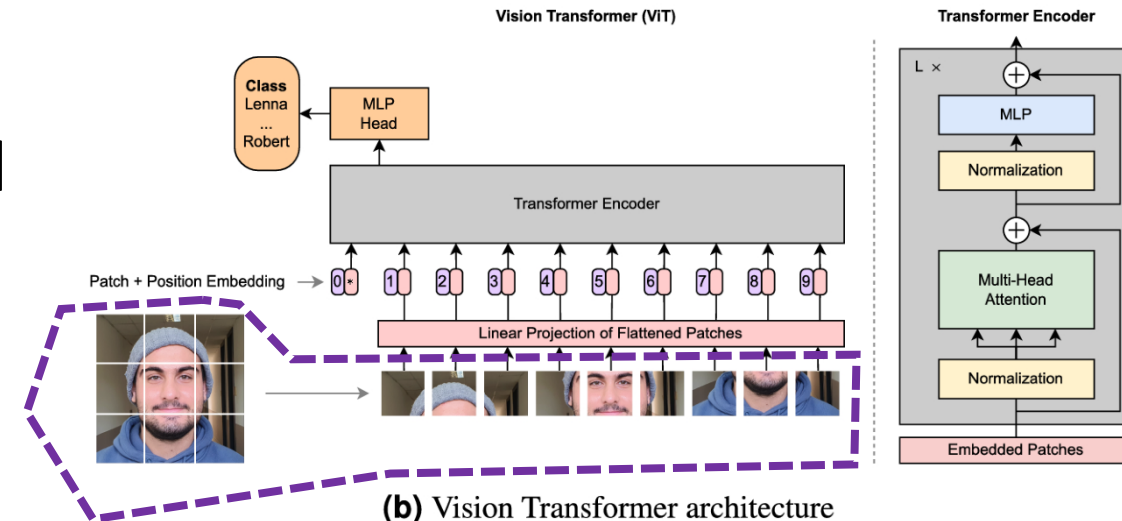 Vision Transformer (ViT)
Class
Lenna
...
Robert
MLP
Head
Transformer Encoder
Patch + Position Embedding
0 * 1 2 3 4 5 6 7 8 9
Linear Projection of Flattened Patches
Transformer Encoder
L ×
+
MLP
Normalization
+
Multi-Head
Attention
Normalization
Embedded Patches
(b) Vision Transformer architecture